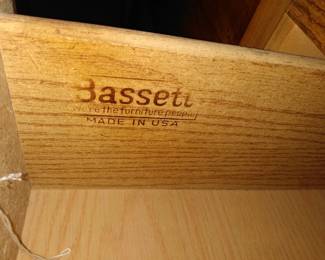 Bassett
We're the furniture people
MADE IN USA